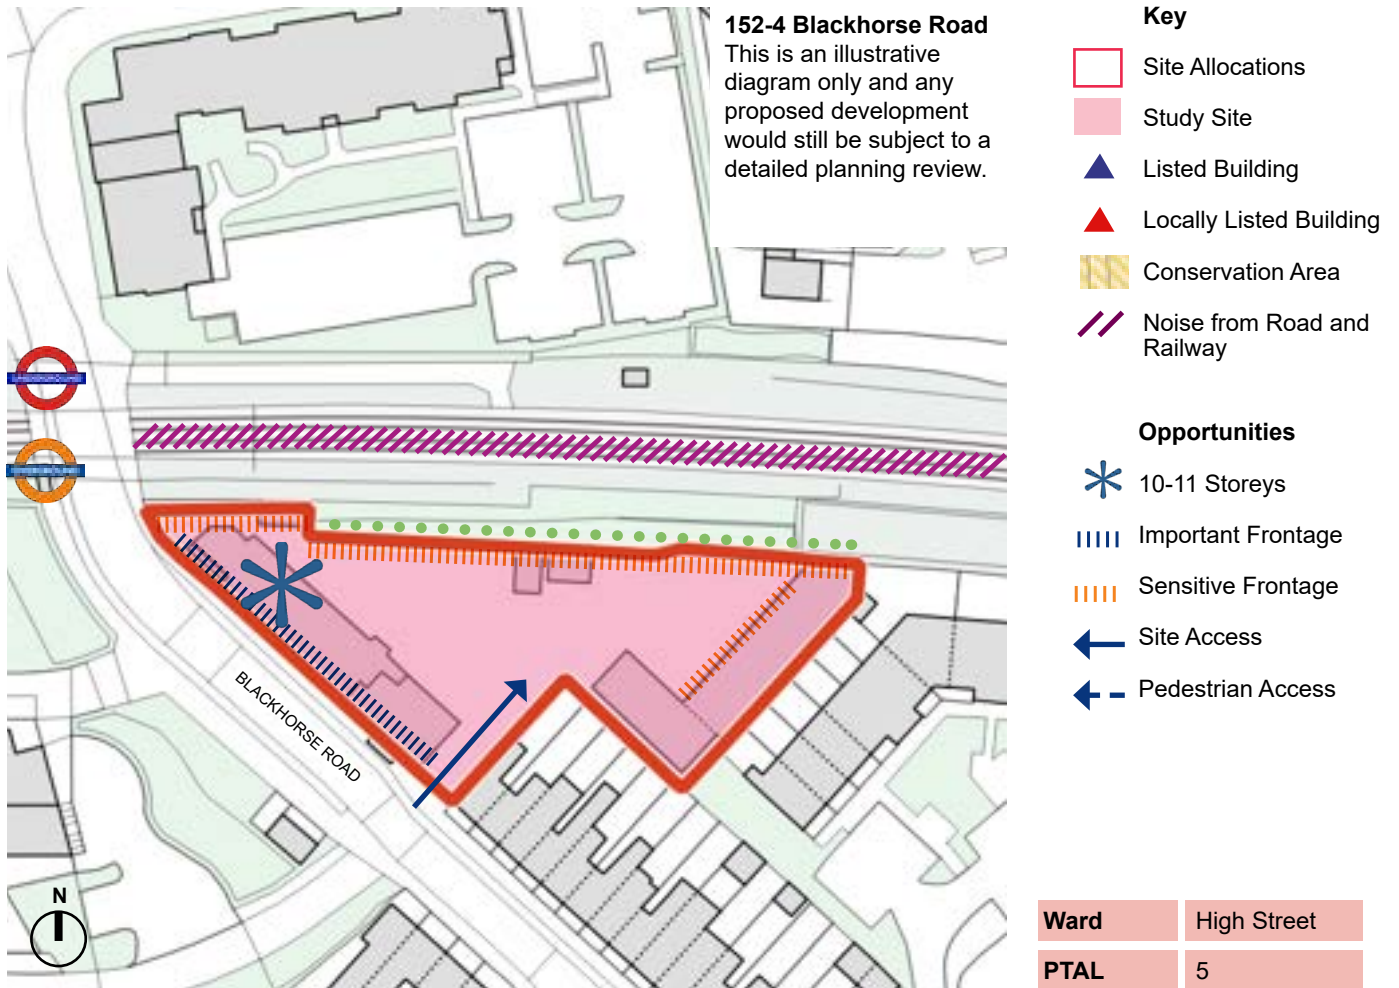 152-4 Blackhorse Road
This is an illustrative
diagram only and any
proposed development
would still be subject to a
detailed planning review.
Key
Site Allocations
Study Site
Listed Building
Locally Listed Building
Conservation Area
Noise from Road and
Railway
Opportunities
10-11 Storeys
Important Frontage
Sensitive Frontage
Site Access
Pedestrian Access
BLACKHORSE ROAD
N
Ward High Street
PTAL 5